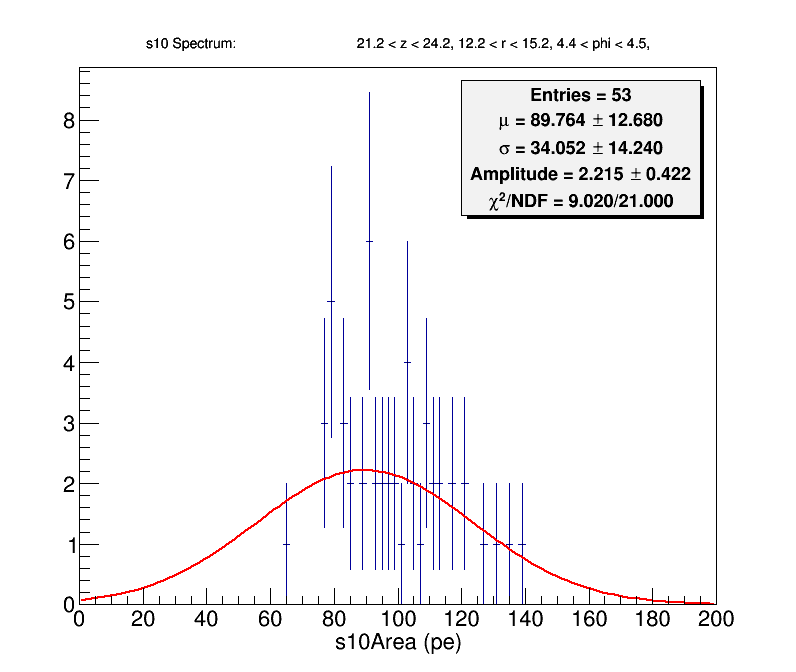 s10 Spectrum: 21.2 < z < 24.2, 12.2 < r < 15.2, 4.4 < phi < 4.5,
Entries = 53
μ = 89.764 ± 12.680
σ = 34.052 ± 14.240
Amplitude = 2.215 ± 0.422
χ²/NDF = 9.020/21.000
8
7
6
5
4
3
2
1
0
0 20 40 60 80 100 120 140 160 180 200
s10Area (pe)